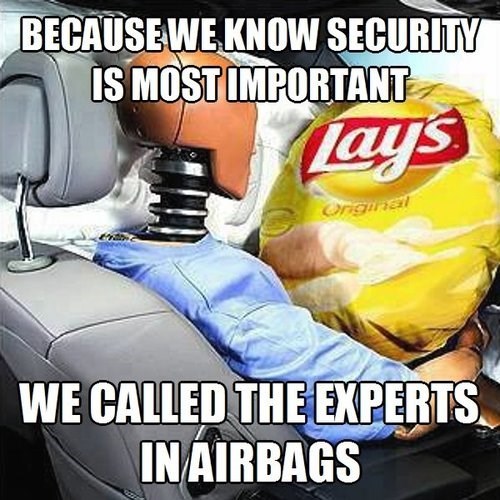 BECAUSE WE KNOW SECURITY
IS MOST IMPORTANT
Lay's
Original
WE CALLED THE EXPERTS
IN AIRBAGS